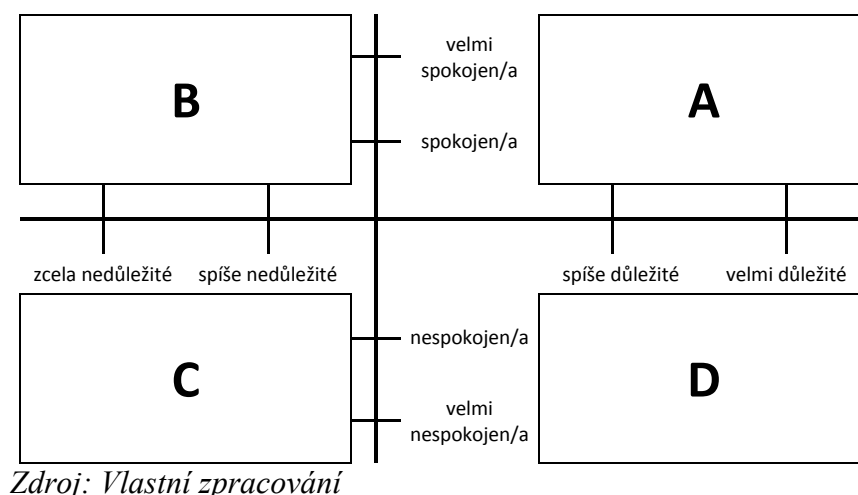 velmi
spokojen/a
B
A
spokojen/a
zcela nedůležité
spíše nedůležité
spíše důležité
velmi důležité
nespokojen/a
C
D
velmi
nespokojen/a
Zdroj: Vlastní zpracování